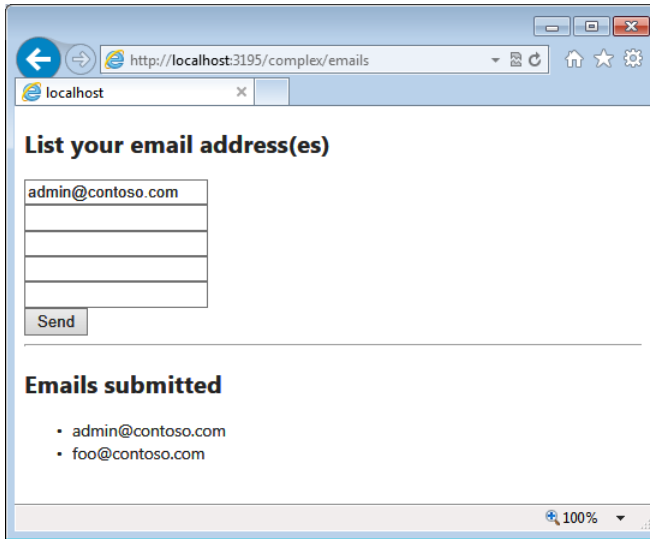 http://localhost:3195/complex/emails
localhost
List your email address(es)
admin@contoso.com
Send
Emails submitted
• admin@contoso.com
• foo@contoso.com
100%